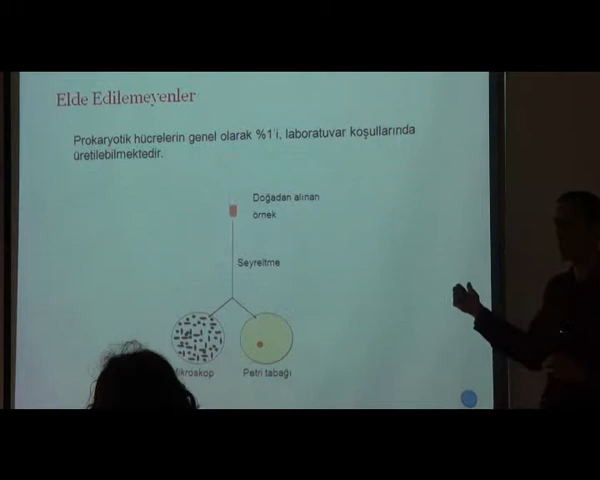 Elde Edilemeyenler
Prokaryotik hücrelerin genel olarak %1'i, laboratuvar koşullarında
üretilebilmektedir.
Doğadan alınan
örnek
Seyreltme
Mikroskop
Petri tabağı